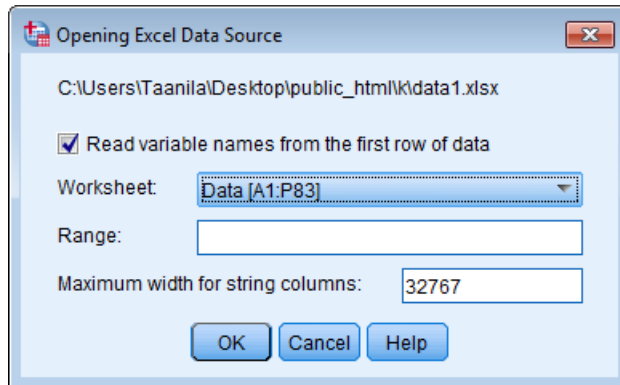 Opening Excel Data Source
C:\Users\Taanila\Desktop\public_html\k\data1.xlsx
Read variable names from the first row of data
Worksheet: Data [A1:P83]
Range:
Maximum width for string columns: 32767
OK Cancel Help